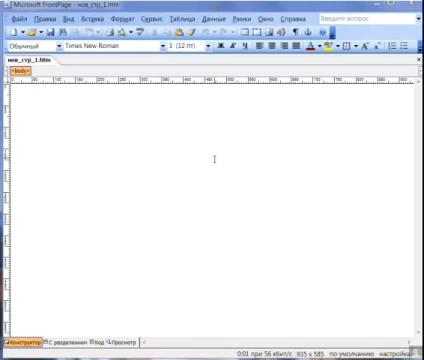 Microsoft FrontPage - нов_стр_1.htm
Файл Правка Вид Вставка Формат Сервис Таблица Данные Рамки Окно Справка Введите вопрос
Обычный Times New Roman 3 (12 пт) Ж К Ч
нов_стр_1.htm
<body>
Конструктор С разделением Код Просмотр
0:01 при 56 кбит/с 935 x 585 по умолчанию настройка